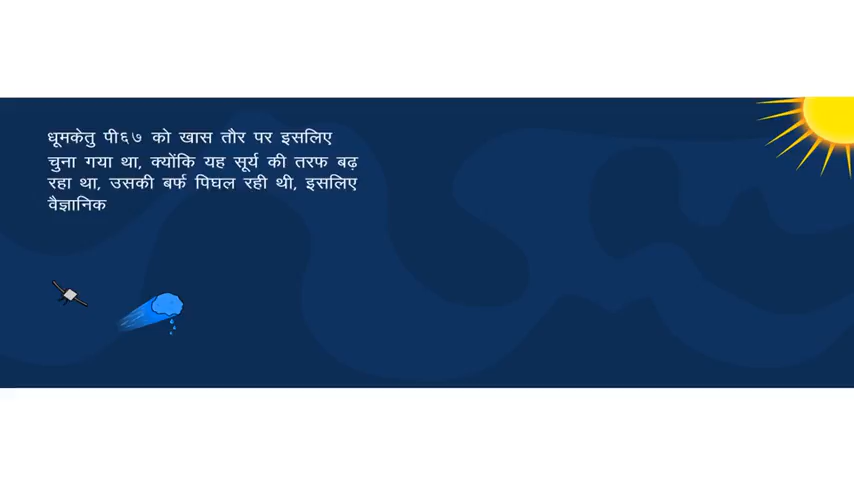 धूमकेतु पी६७ को खास तौर पर इसलिए
चुना गया था, क्योंकि यह सूर्य की तरफ बढ़
रहा था, उसकी बर्फ पिघल रही थी, इसलिए
वैज्ञानिक